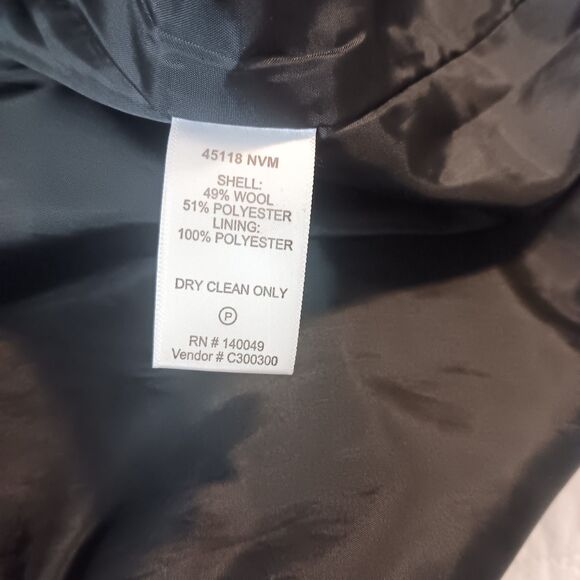 45118 NVM
SHELL:
49% WOOL
51% POLYESTER
LINING:
100% POLYESTER
DRY CLEAN ONLY
P
RN # 140049
Vendor # C300300